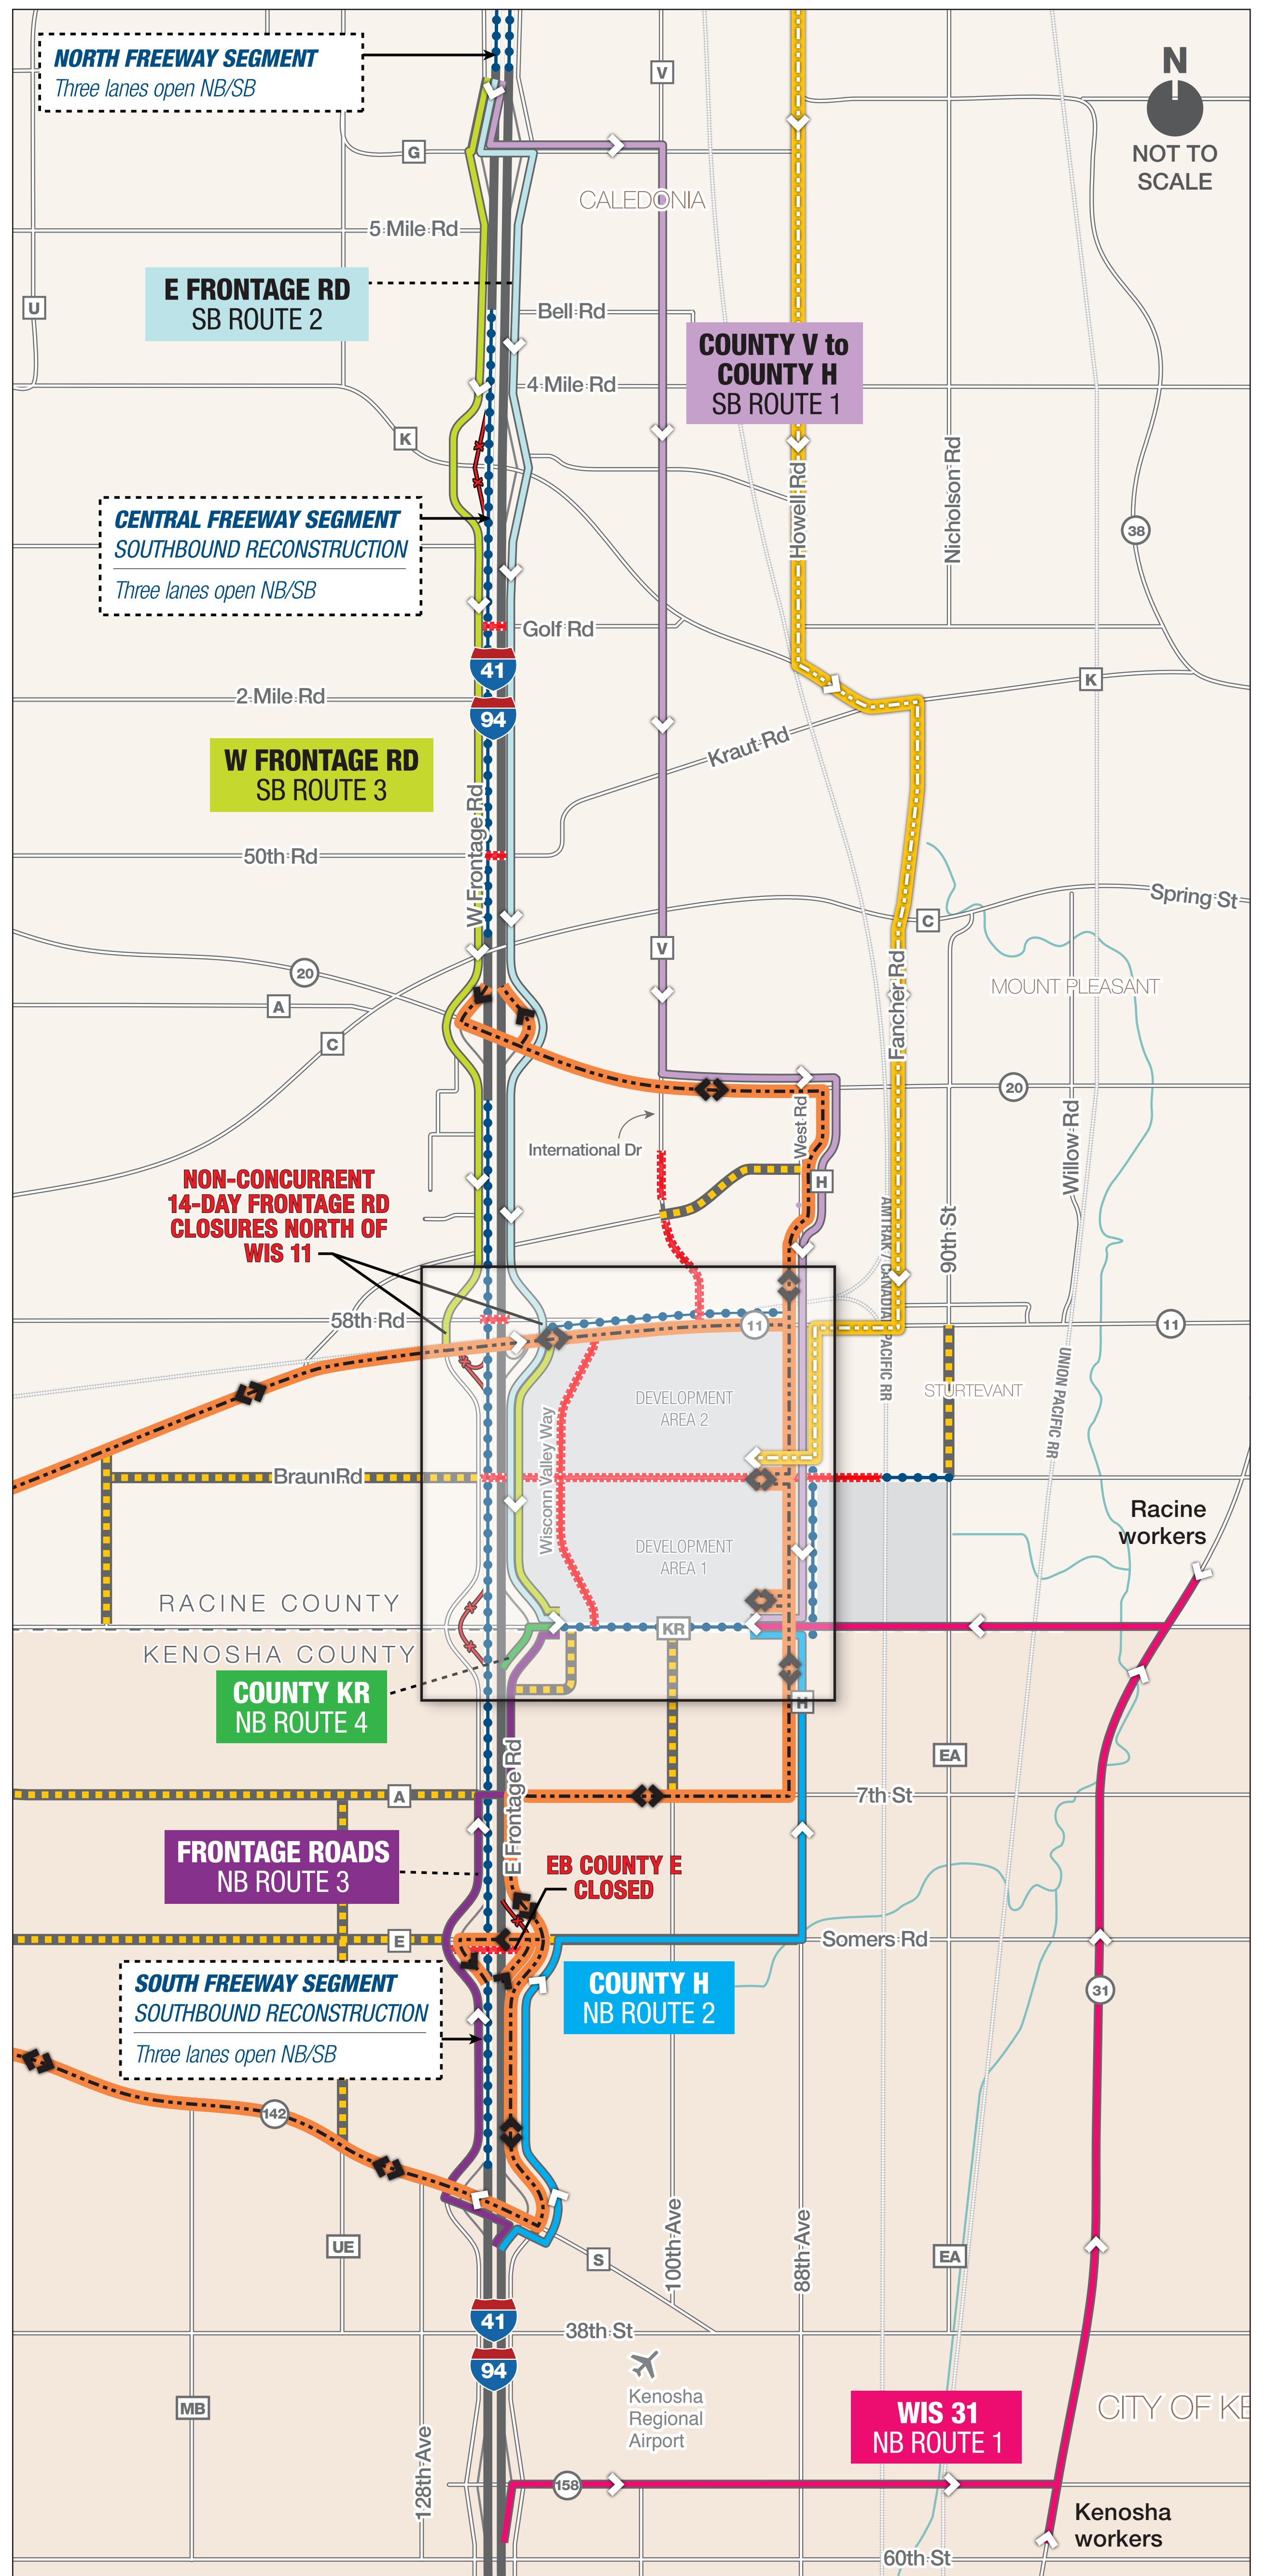 NORTH FREEWAY SEGMENT
Three lanes open NB/SB
V
N
NOT TO
SCALE
G
CALEDONIA
5 Mile Rd
E FRONTAGE RD
SB ROUTE 2
U
Bell Rd
COUNTY V to
COUNTY H
SB ROUTE 1
4 Mile Rd
K
Howell Rd
Nicholson Rd
38
CENTRAL FREEWAY SEGMENT
SOUTHBOUND RECONSTRUCTION
Three lanes open NB/SB
Golf Rd
41
K
2 Mile Rd
94
Kraut Rd
W FRONTAGE RD
SB ROUTE 3
W Frontage Rd
50th Rd
Spring St
C
V
20
Fancher Rd
MOUNT PLEASANT
A
C
20
West Rd
Willow Rd
International Dr
NON-CONCURRENT
14-DAY FRONTAGE RD
CLOSURES NORTH OF
WIS 11
H
AMTRAK / CANADIAN PACIFIC RR
90th St
58th Rd
11
11
UNION PACIFIC RR
DEVELOPMENT
AREA 2
STURTEVANT
Wisconn Valley Way
Braun Rd
Racine
workers
DEVELOPMENT
AREA 1
RACINE COUNTY
KR
KENOSHA COUNTY
COUNTY KR
NB ROUTE 4
H
E Frontage Rd
EA
A
7th St
FRONTAGE ROADS
NB ROUTE 3
EB COUNTY E
CLOSED
E
Somers Rd
SOUTH FREEWAY SEGMENT
SOUTHBOUND RECONSTRUCTION
Three lanes open NB/SB
COUNTY H
NB ROUTE 2
31
142
100th Ave
88th Ave
UE
S
EA
41
38th St
94
Kenosha
Regional
Airport
MB
WIS 31
NB ROUTE 1
CITY OF KE
128th Ave
158
Kenosha
workers
60th St